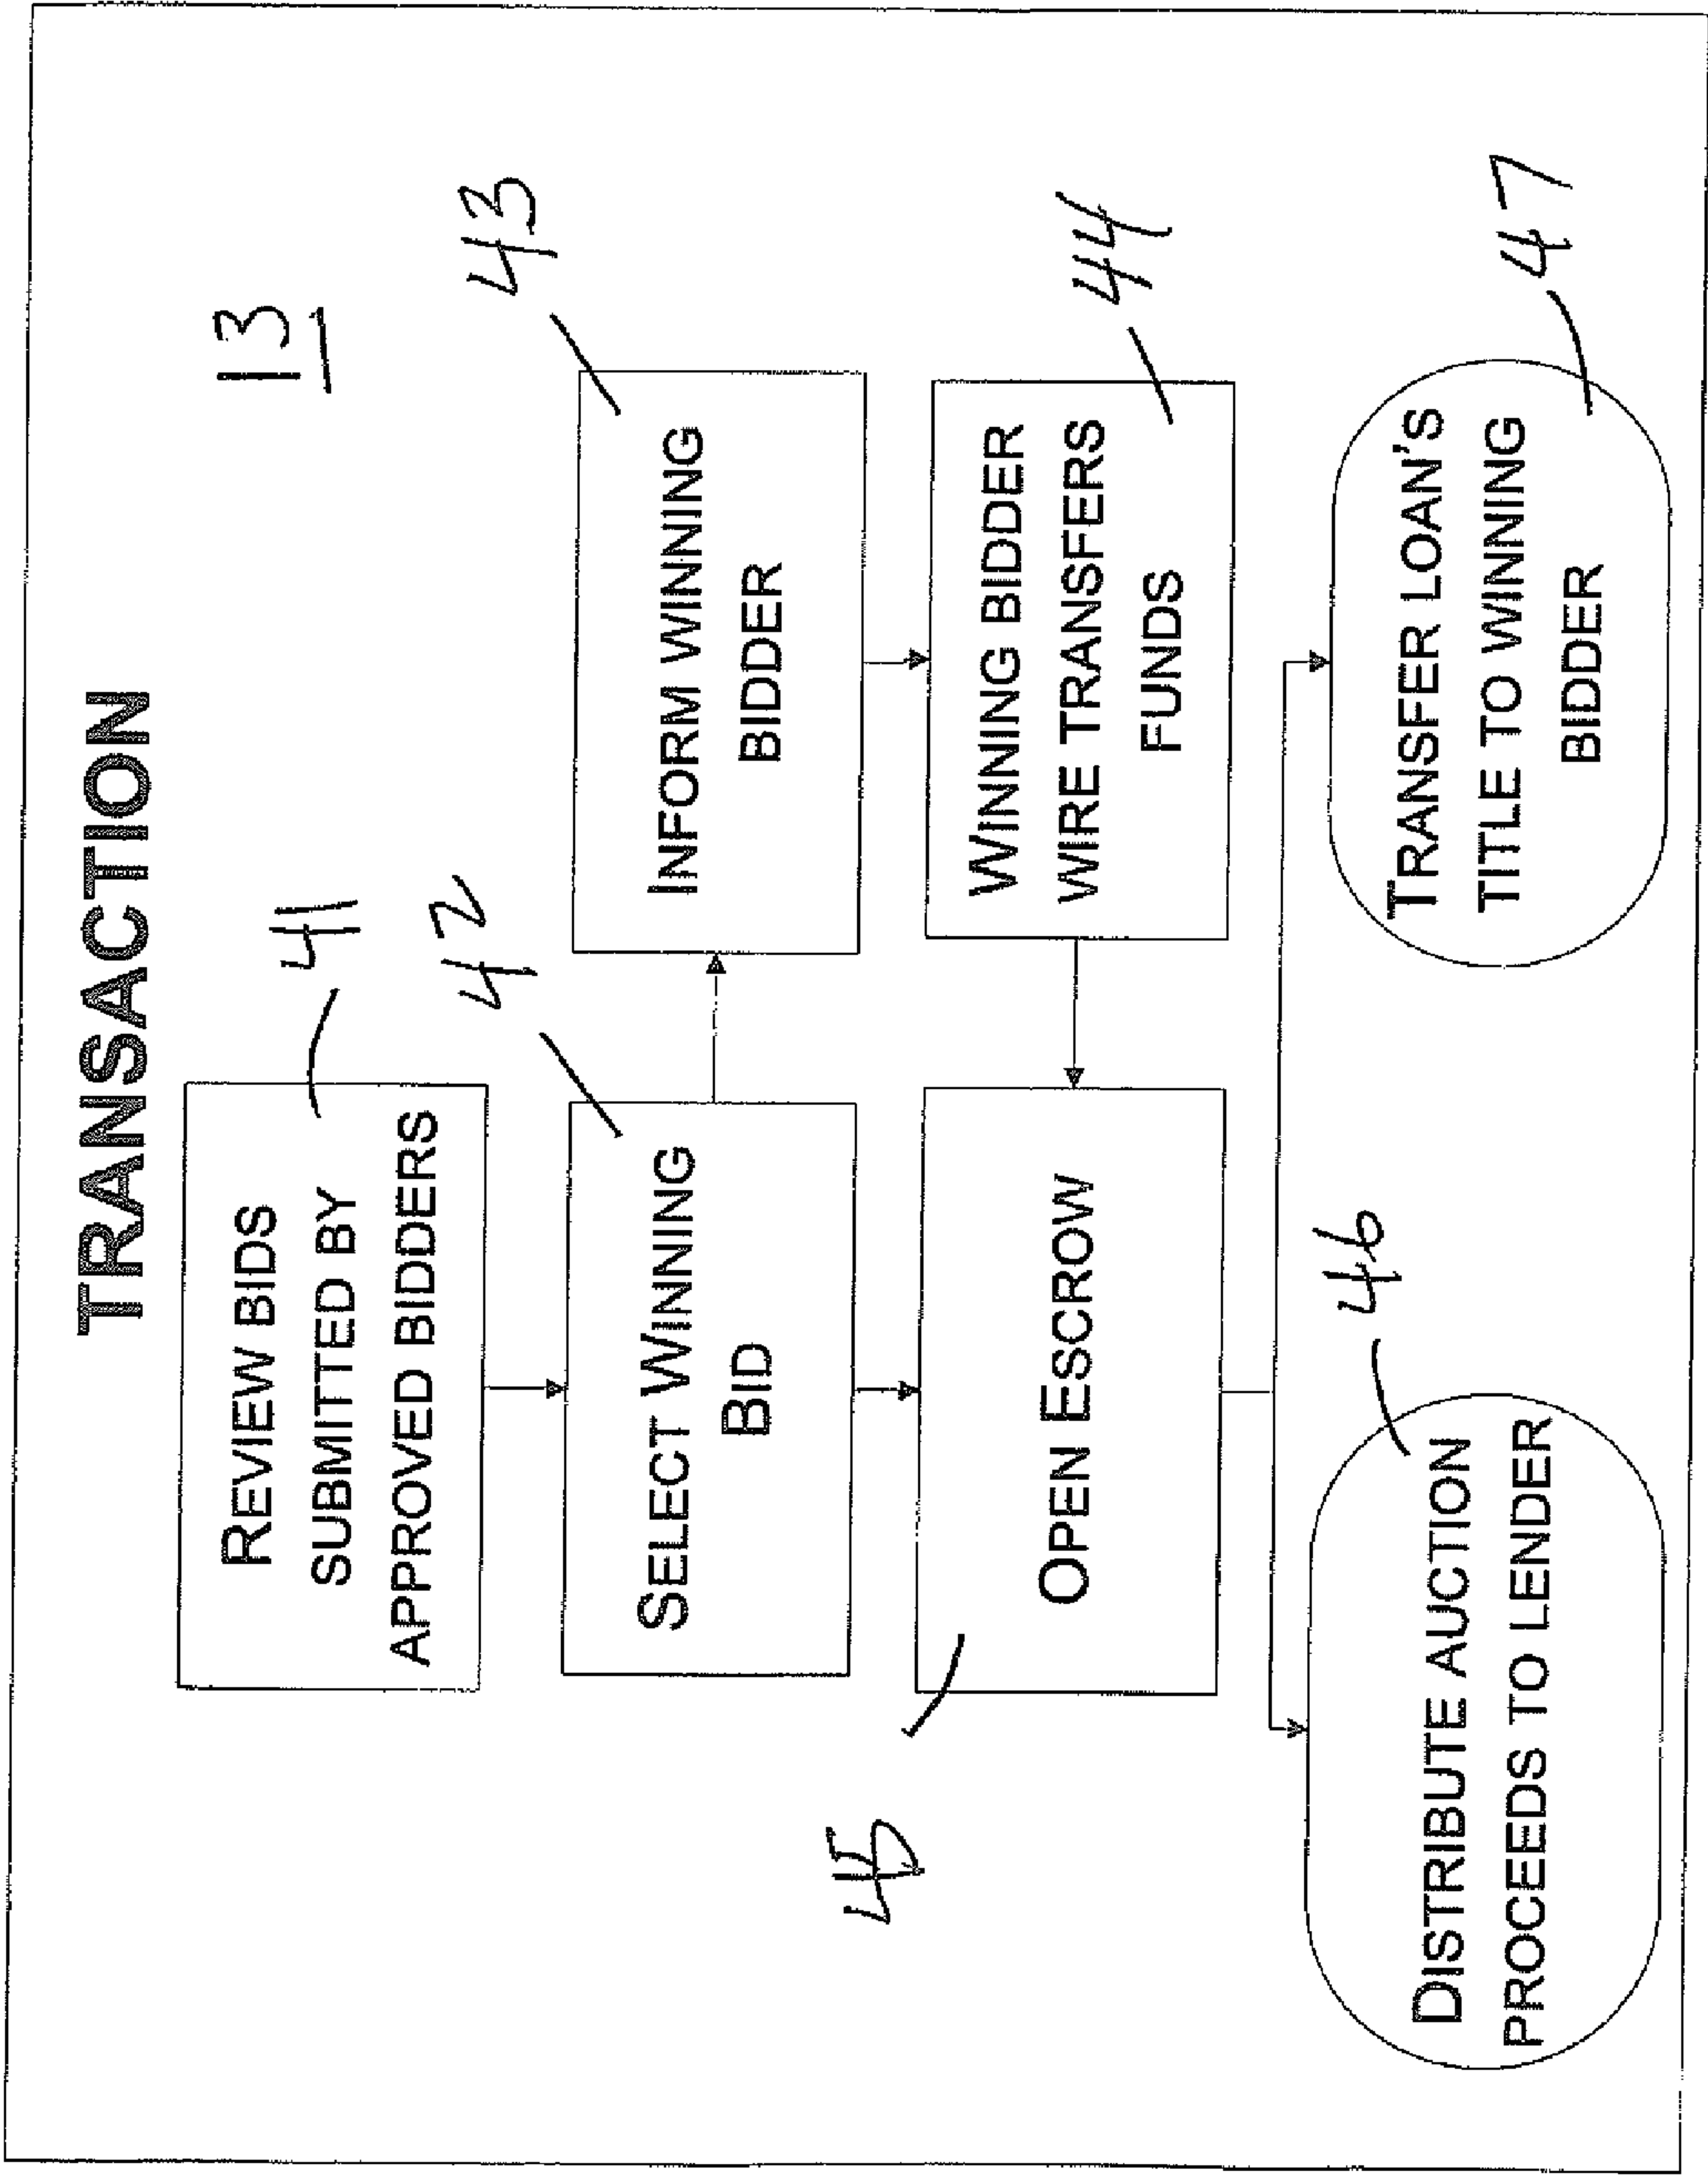 TRANSACTION
13
REVIEW BIDS
SUBMITTED BY
APPROVED BIDDERS
41
SELECT WINNING
BID
42
INFORM WINNING
BIDDER
43
WINNING BIDDER
WIRE TRANSFERS
FUNDS
44
OPEN ESCROW
45
DISTRIBUTE AUCTION
PROCEEDS TO LENDER
46
TRANSFER LOAN'S
TITLE TO WINNING
BIDDER
47